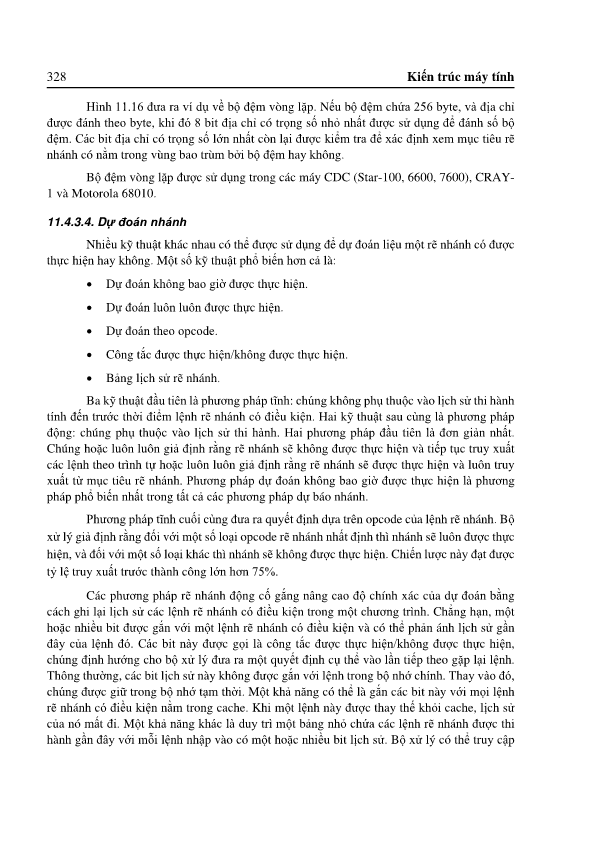 328 Kiến trúc máy tính
Hình 11.16 đưa ra ví dụ về bộ đệm vòng lặp. Nếu bộ đệm chứa 256 byte, và địa chỉ
được đánh theo byte, khi đó 8 bit địa chỉ có trọng số nhỏ nhất được sử dụng để đánh số bộ
đệm. Các bit địa chỉ có trọng số lớn nhất còn lại được kiểm tra để xác định xem mục tiêu rẽ
nhánh có nằm trong vùng bao trùm bởi bộ đệm hay không.
Bộ đệm vòng lặp được sử dụng trong các máy CDC (Star-100, 6600, 7600), CRAY-
1 và Motorola 68010.
11.4.3.4. Dự đoán nhánh
Nhiều kỹ thuật khác nhau có thể được sử dụng để dự đoán liệu một rẽ nhánh có được
thực hiện hay không. Một số kỹ thuật phổ biến hơn cả là:
• Dự đoán không bao giờ được thực hiện.
• Dự đoán luôn luôn được thực hiện.
• Dự đoán theo opcode.
• Công tắc được thực hiện/không được thực hiện.
• Bảng lịch sử rẽ nhánh.
Ba kỹ thuật đầu tiên là phương pháp tĩnh: chúng không phụ thuộc vào lịch sử thi hành
tính đến trước thời điểm lệnh rẽ nhánh có điều kiện. Hai kỹ thuật sau cùng là phương pháp
động: chúng phụ thuộc vào lịch sử thi hành. Hai phương pháp đầu tiên là đơn giản nhất.
Chúng hoặc luôn luôn giả định rằng rẽ nhánh sẽ không được thực hiện và tiếp tục truy xuất
các lệnh theo trình tự hoặc luôn luôn giả định rằng rẽ nhánh sẽ được thực hiện và luôn truy
xuất từ mục tiêu rẽ nhánh. Phương pháp dự đoán không bao giờ được thực hiện là phương
pháp phổ biến nhất trong tất cả các phương pháp dự báo nhánh.
Phương pháp tĩnh cuối cùng đưa ra quyết định dựa trên opcode của lệnh rẽ nhánh. Bộ
xử lý giả định rằng đối với một số loại opcode rẽ nhánh nhất định thì nhánh sẽ luôn được thực
hiện, và đối với một số loại khác thì nhánh sẽ không được thực hiện. Chiến lược này đạt được
tỷ lệ truy xuất trước thành công lớn hơn 75%.
Các phương pháp rẽ nhánh động cố gắng nâng cao độ chính xác của dự đoán bằng
cách ghi lại lịch sử các lệnh rẽ nhánh có điều kiện trong một chương trình. Chẳng hạn, một
hoặc nhiều bit được gắn với một lệnh rẽ nhánh có điều kiện và có thể phản ánh lịch sử gần
đây của lệnh đó. Các bit này được gọi là công tắc được thực hiện/không được thực hiện,
chúng định hướng cho bộ xử lý đưa ra một quyết định cụ thể vào lần tiếp theo gặp lại lệnh.
Thông thường, các bit lịch sử này không được gắn với lệnh trong bộ nhớ chính. Thay vào đó,
chúng được giữ trong bộ nhớ tạm thời. Một khả năng có thể là gắn các bit này với mọi lệnh
rẽ nhánh có điều kiện nằm trong cache. Khi một lệnh được thay thế khỏi cache, lịch sử
của nó mất đi. Một khả năng khác là duy trì một bảng nhỏ chứa các lệnh rẽ nhánh được thi
hành gần đây với mỗi lệnh nhập vào có một hoặc nhiều bit lịch sử. Bộ xử lý có thể truy cập